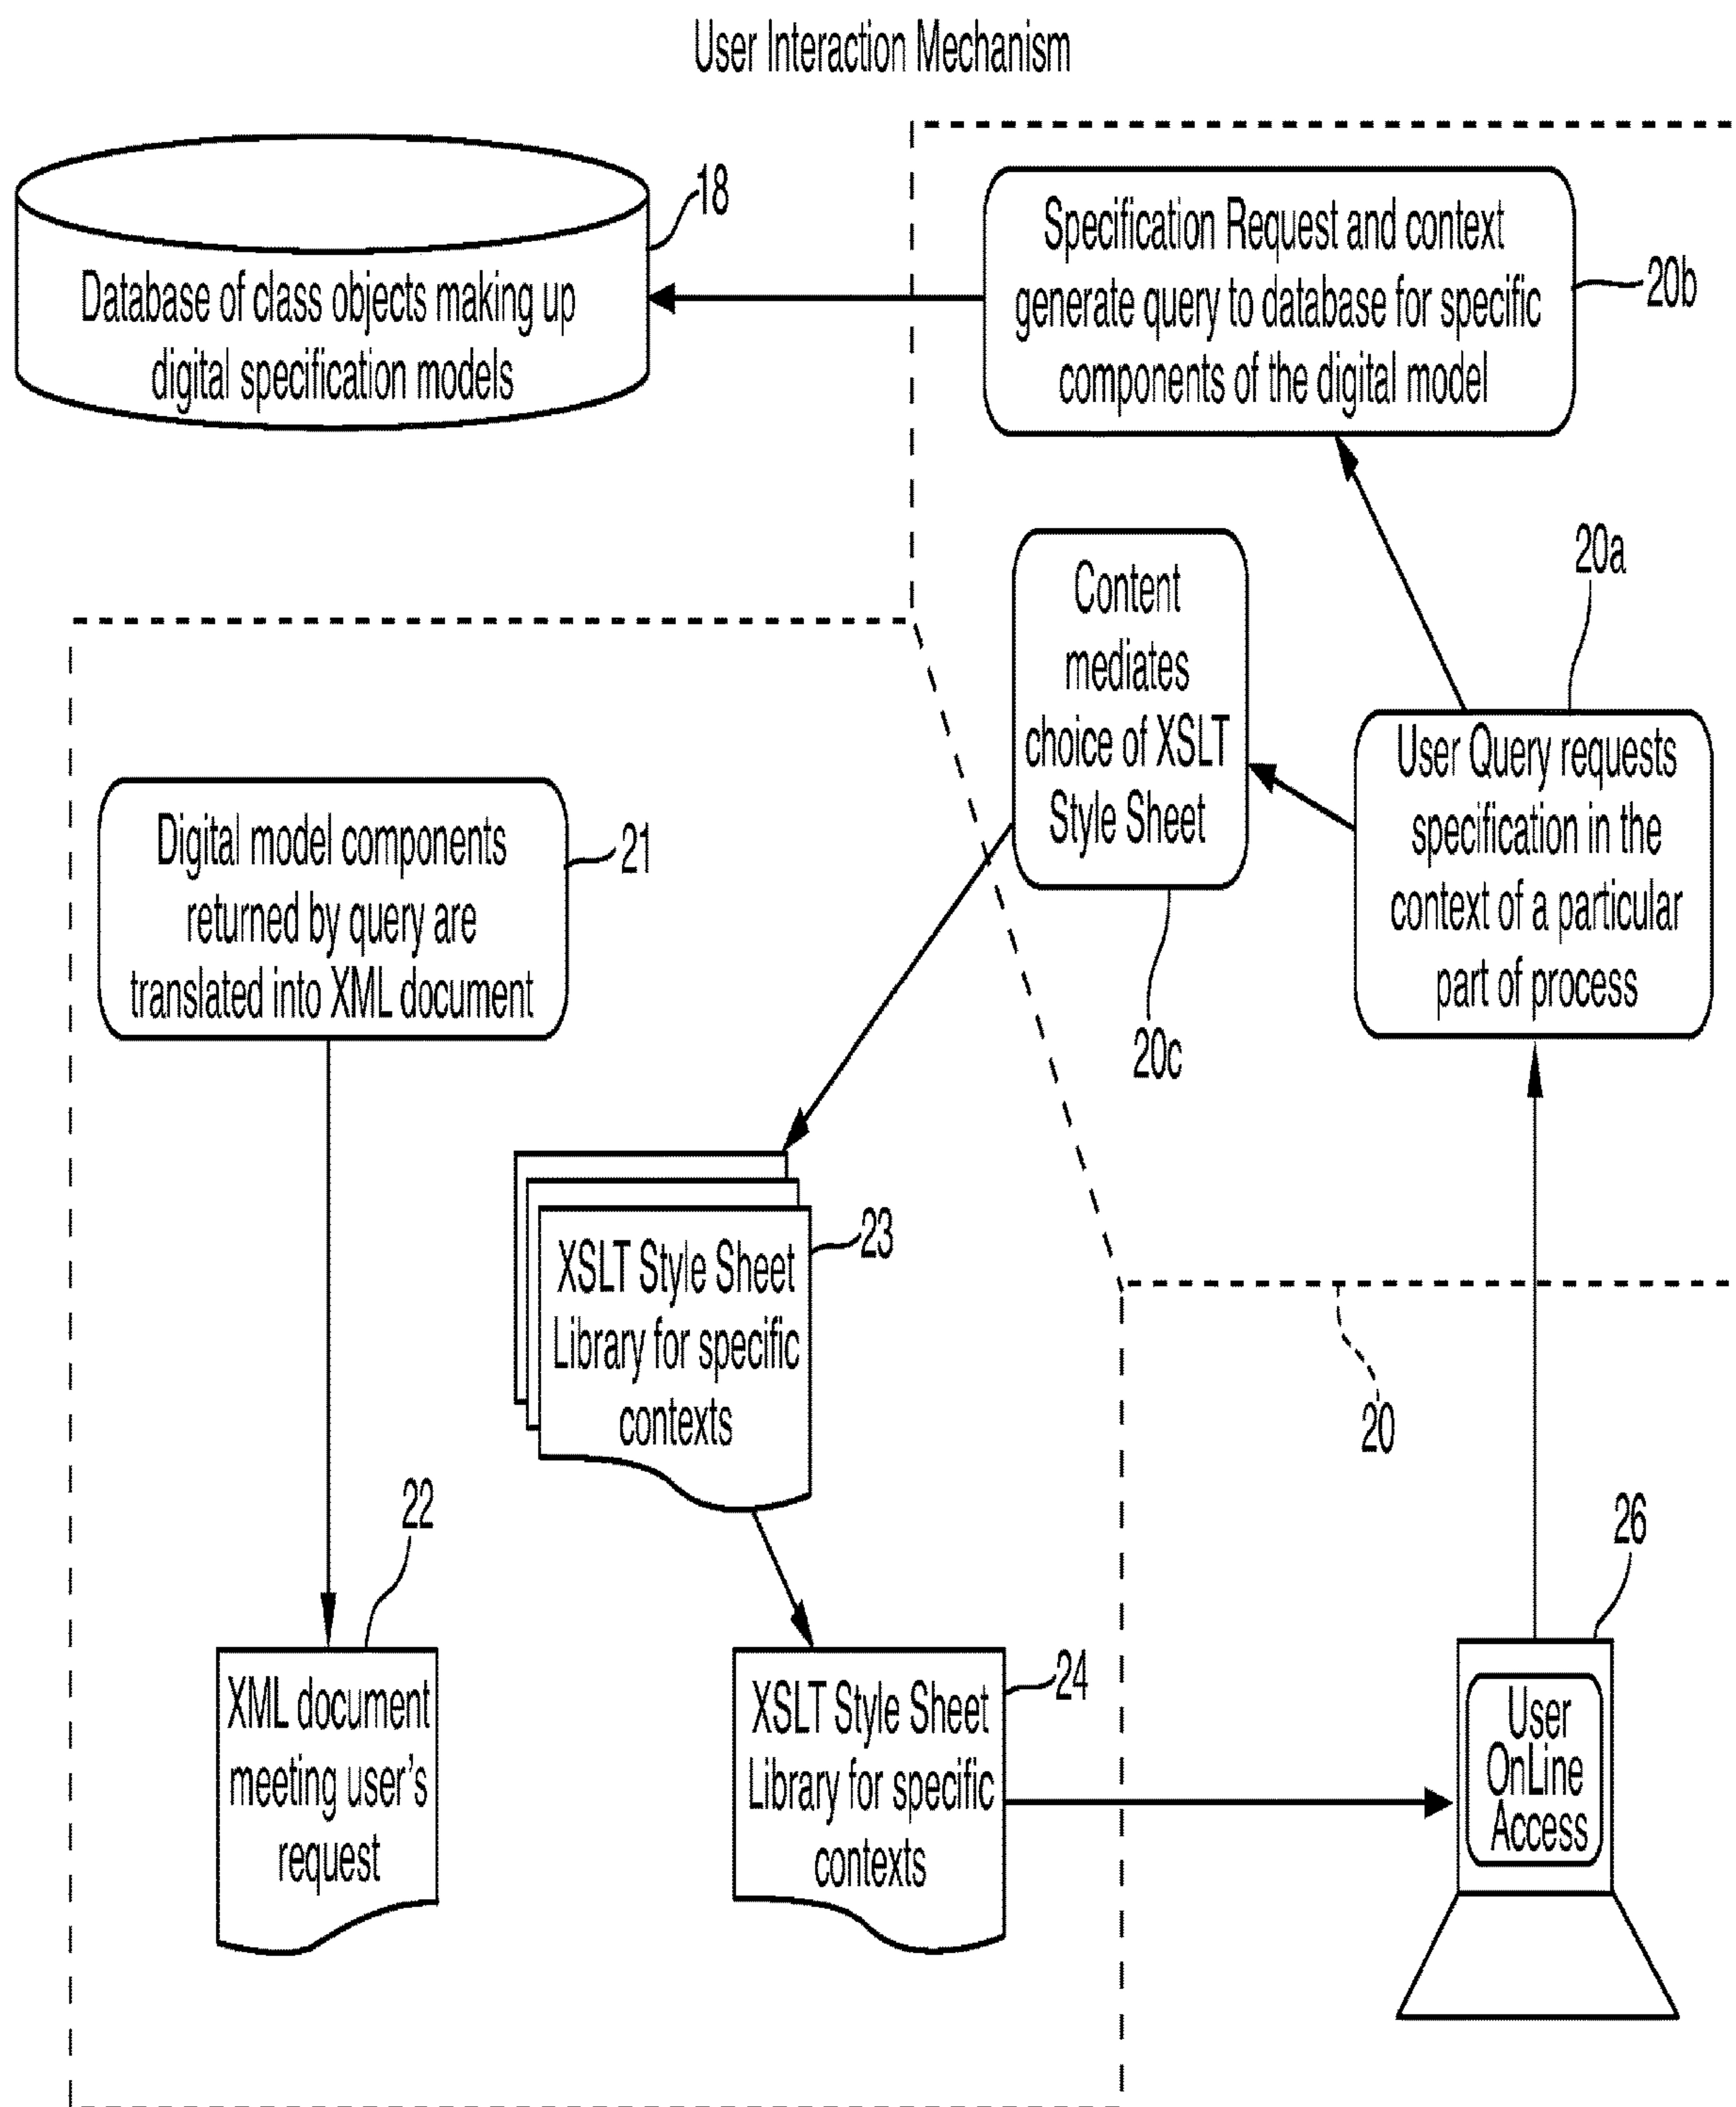 User Interaction Mechanism
18
Database of class objects making up
digital specification models
Specification Request and context
generate query to database for specific
components of the digital model
20b
20a
Content
mediates
choice of XSLT
Style Sheet
20c
User Query requests
specification in the
context of a particular
part of process
Digital model components
returned by query are
translated into XML document
21
23
XSLT Style Sheet
Library for specific
contexts
20
22
XML document
meeting user's
request
24
XSLT Style Sheet
Library for specific
contexts
26
User
OnLine
Access